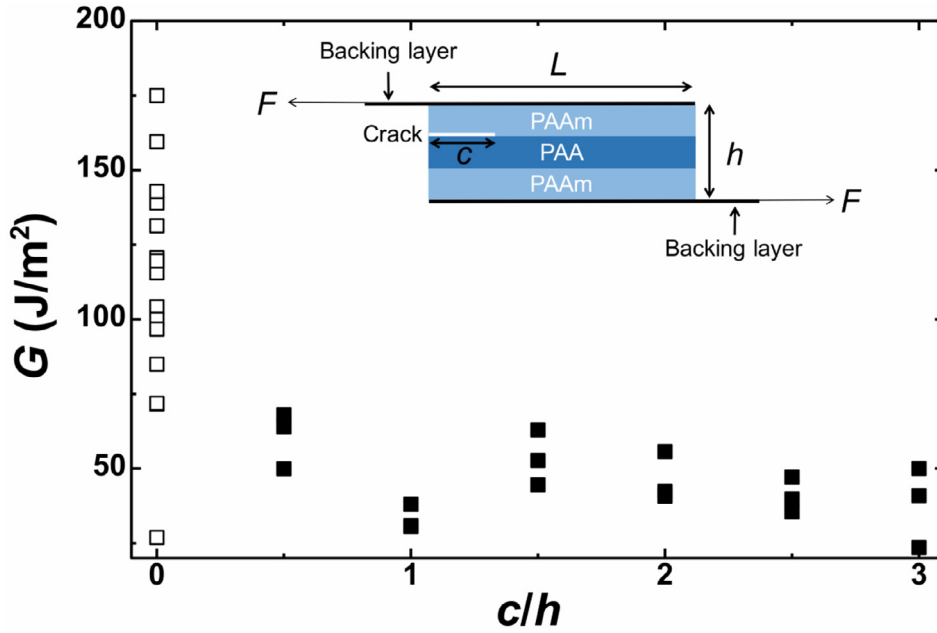 200
150
100
50
G (J/m²)
0
1
2
3
c/h
Backing layer
L
F
PAAm
Crack
c
PAA
h
PAAm
F
Backing layer